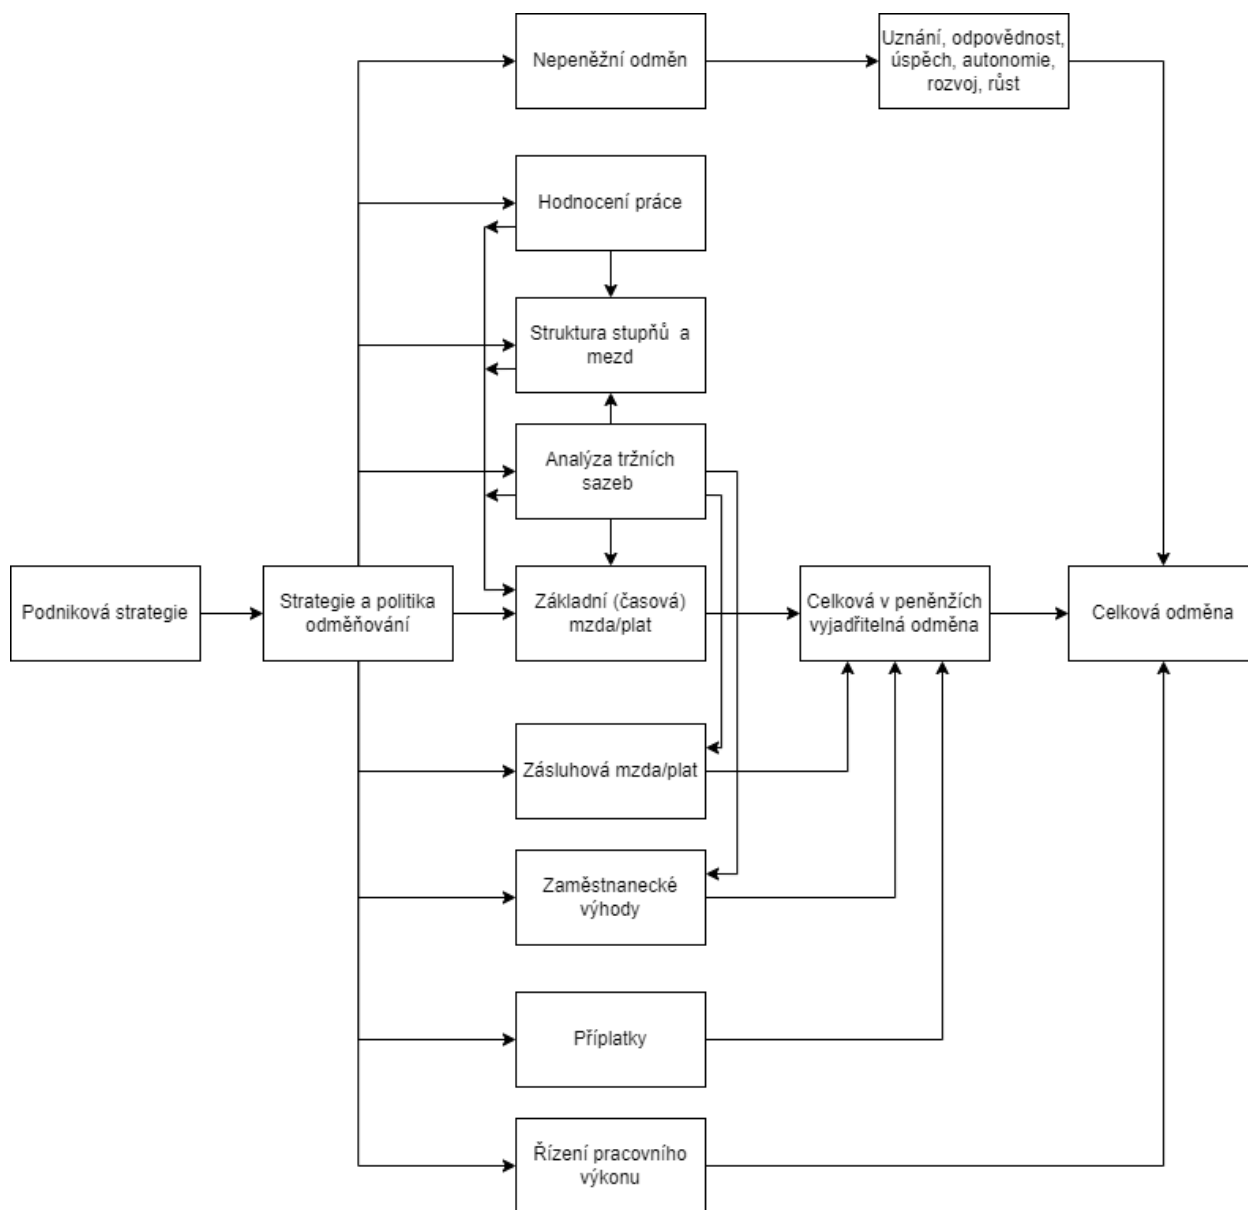 Nepeněžní odměn
Uznání, odpovědnost,
úspěch, autonomie,
rozvoj, růst
Hodnocení práce
Struktura stupňů a
mezd
Analýza tržních
sazeb
Podniková strategie
Strategie a politika
odměňování
Základní (časová)
mzda/plat
Celková v peněnžích
vyjadřitelná odměna
Celková odměna
Zásluhová mzda/plat
Zaměstnanecké
výhody
Příplatky
Řízení pracovního
výkonu